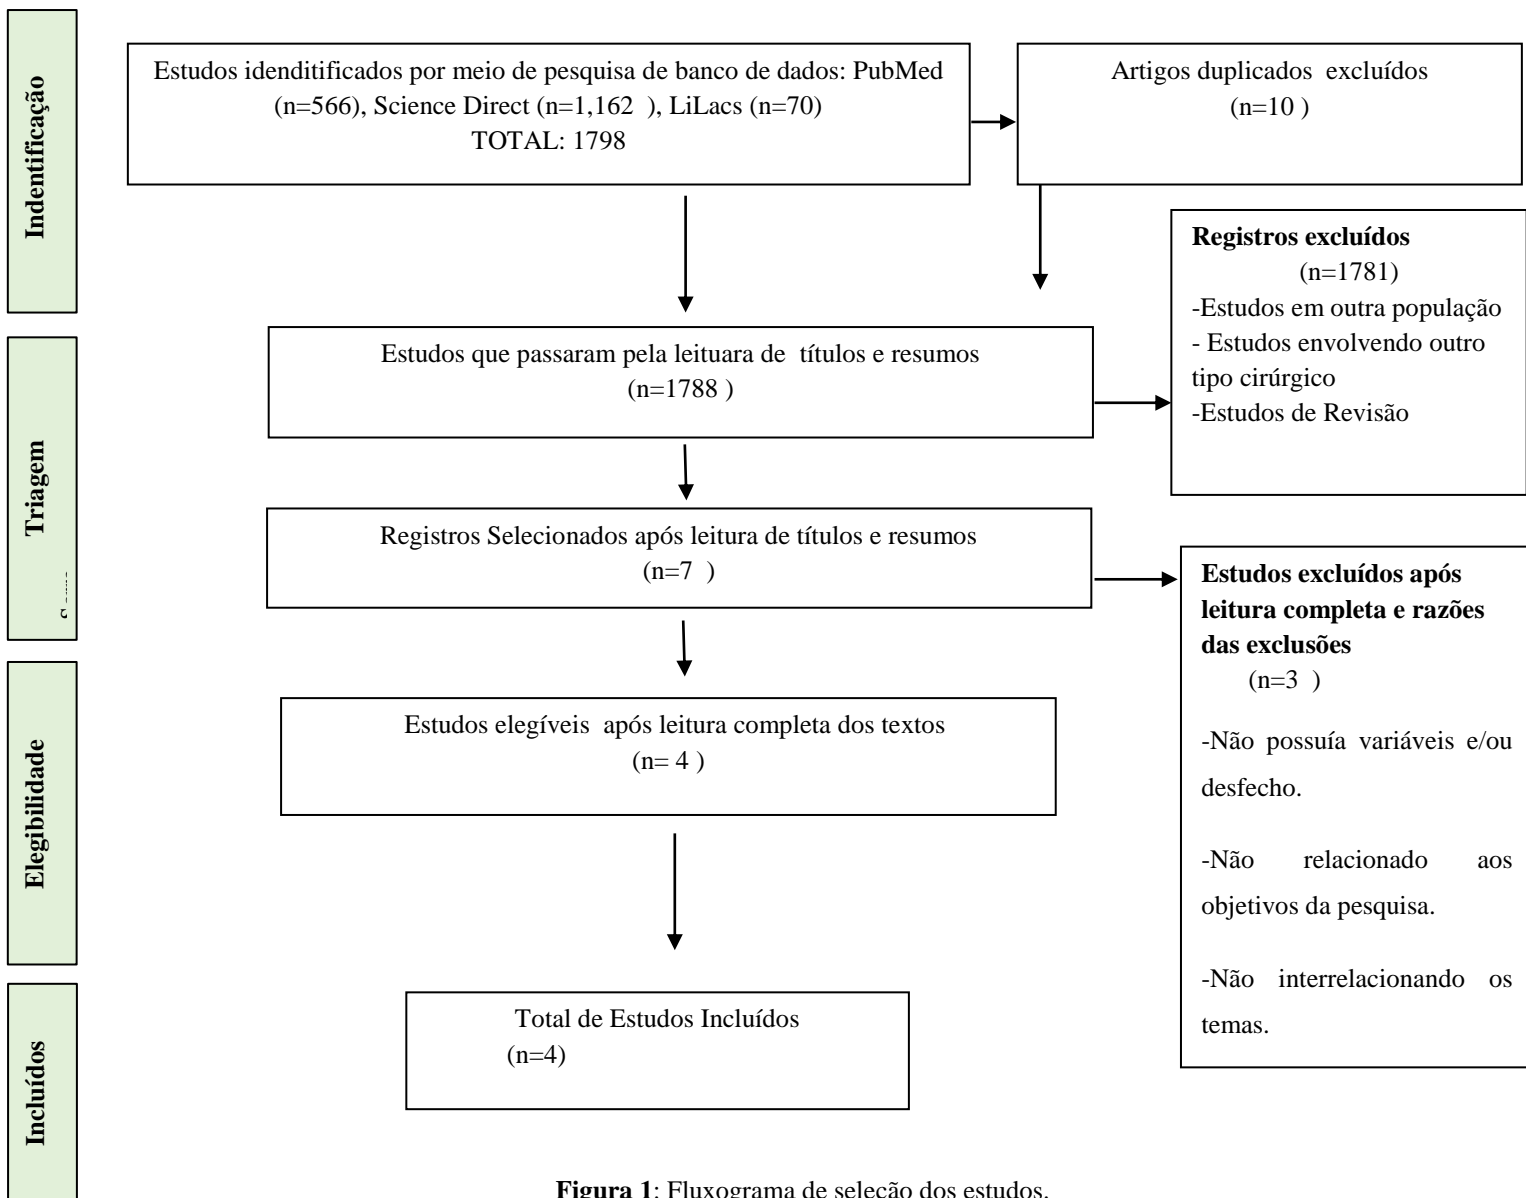 Indentificação
Estudos idenditificados por meio de pesquisa de banco de dados: PubMed
(n=566), Science Direct (n=1,162  ), LiLacs (n=70)
TOTAL: 1798
Artigos duplicados  excluídos
(n=10 )
Registros excluídos
(n=1781)
-Estudos em outra população
- Estudos envolvendo outro
tipo cirúrgico
-Estudos de Revisão
Triagem
Estudos que passaram pela leituara de  títulos e resumos
(n=1788 )
Registros Selecionados após leitura de títulos e resumos
(n=7  )
Estudos excluídos após
leitura completa e razões
das exclusões
(n=3  )
-Não possuía variáveis e/ou
desfecho.
-Não relacionado aos
objetivos da pesquisa.
-Não interrelacionando os
temas.
Elegibilidade
Estudos elegíveis  após leitura completa dos textos
(n= 4 )
Incluídos
Total de Estudos Incluídos
(n=4)
Figura 1: Fluxograma de seleção dos estudos.